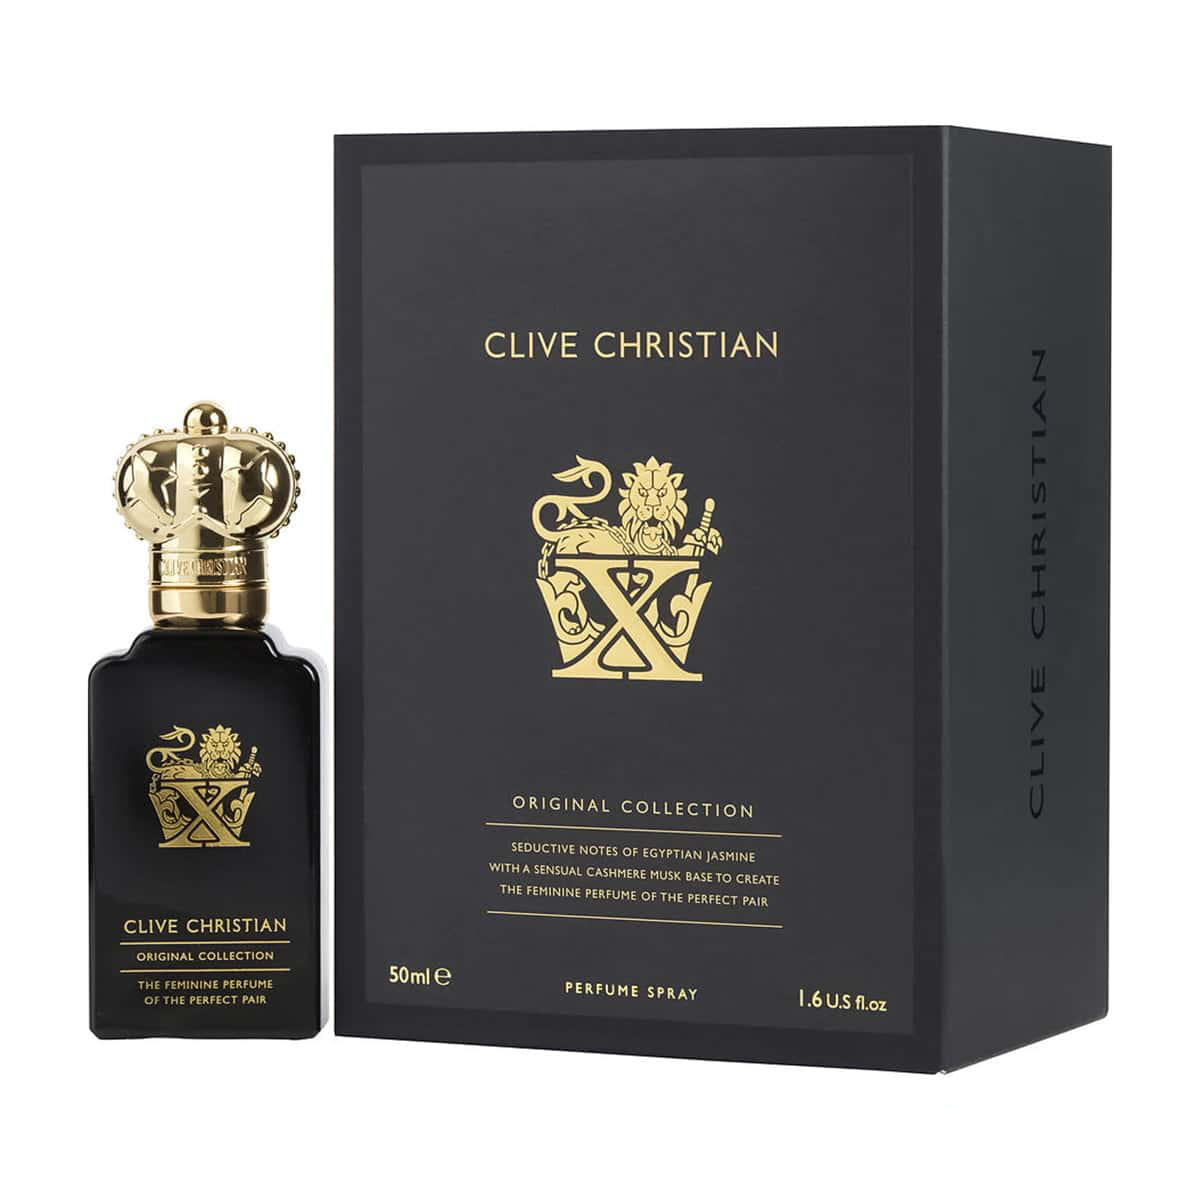 CLIVE CHRISTIAN
X
ORIGINAL COLLECTION
SEDUCTIVE NOTES OF EGYPTIAN JASMINE
WITH A SENSUAL CASHMERE MUSK BASE TO CREATE
THE FEMININE PERFUME OF THE PERFECT PAIR
50ml ℮
PERFUME SPRAY
1.6 U.S fl.oz
CLIVE CHRISTIAN
CLIVE CHRISTIAN
X
CLIVE CHRISTIAN
ORIGINAL COLLECTION
THE FEMININE PERFUME
OF THE PERFECT PAIR